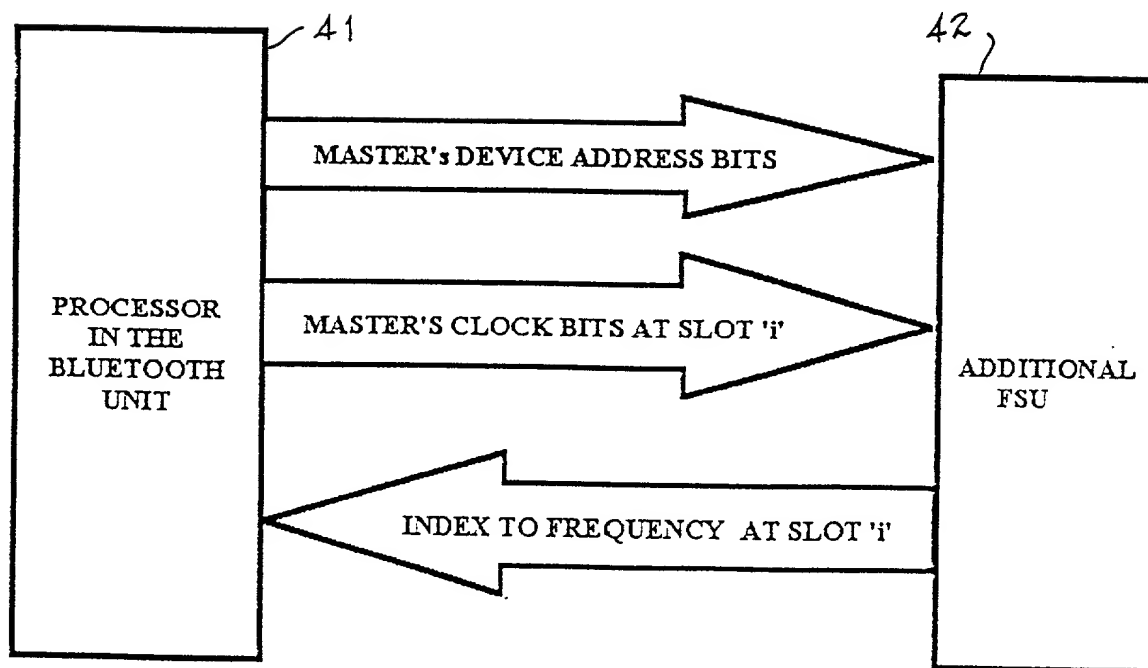 41
42
MASTER's DEVICE ADDRESS BITS
MASTER'S CLOCK BITS AT SLOT 'i'
PROCESSOR
IN THE
BLUETOOTH
UNIT
ADDITIONAL
FSU
INDEX TO FREQUENCY AT SLOT 'i'